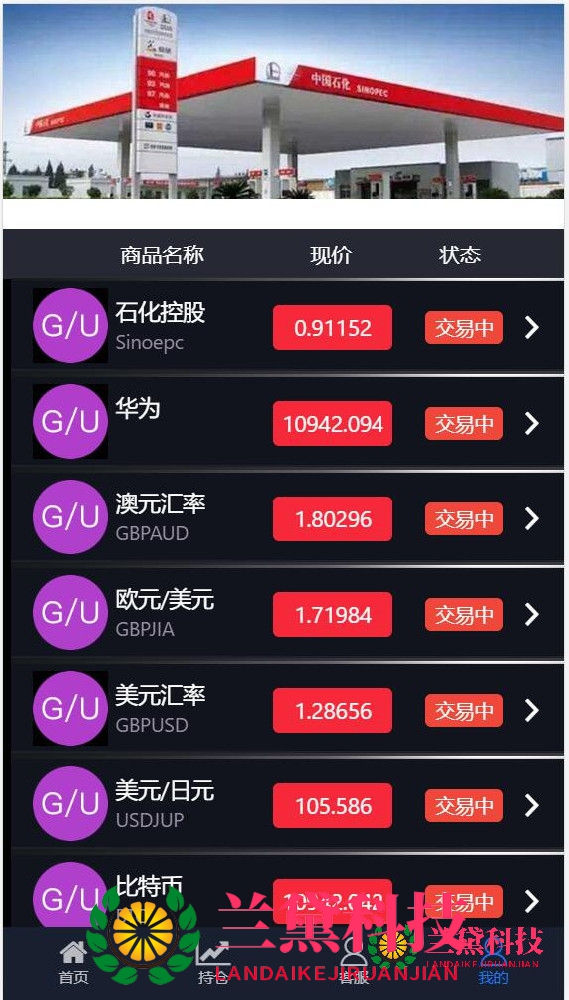 中国石化 SINOPEC
商品名称 现价 状态
G/U 石化控股 0.91152 交易中
Sinoepc
G/U 华为 10942.094 交易中
G/U 澳元汇率 1.80296 交易中
GBPAUD
G/U 欧元/美元 1.71984 交易中
GBPJIA
G/U 美元汇率 1.28656 交易中
GBPUSD
G/U 美元/日元 105.586 交易中
USDJUP
G/U 比特币 交易中
兰黛科技 兰黛科技
LANDAIKEJIRUANJIAN LANDAIKEJIRUANJIAN
首页 持仓 客服 我的